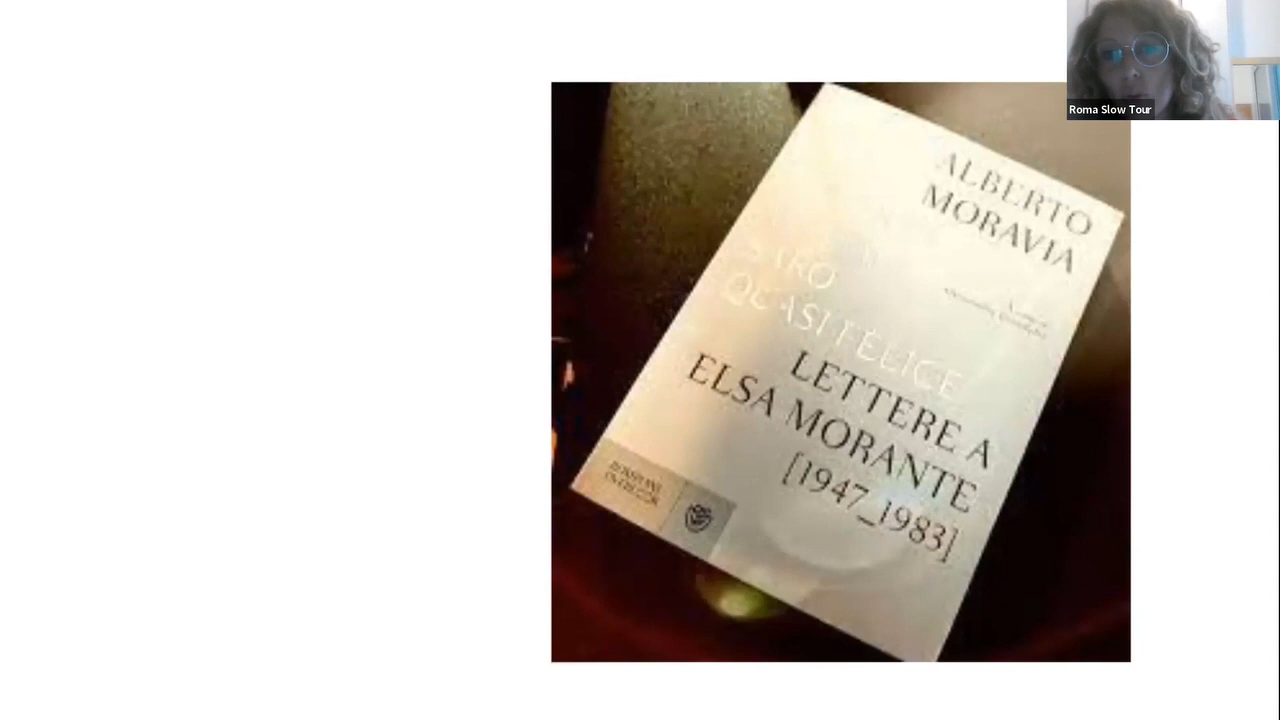 Roma Slow Tour
ALBERTO
MORAVIA
QUASI FELICE
LETTERE A
ELSA MORANTE
[1947_1983]